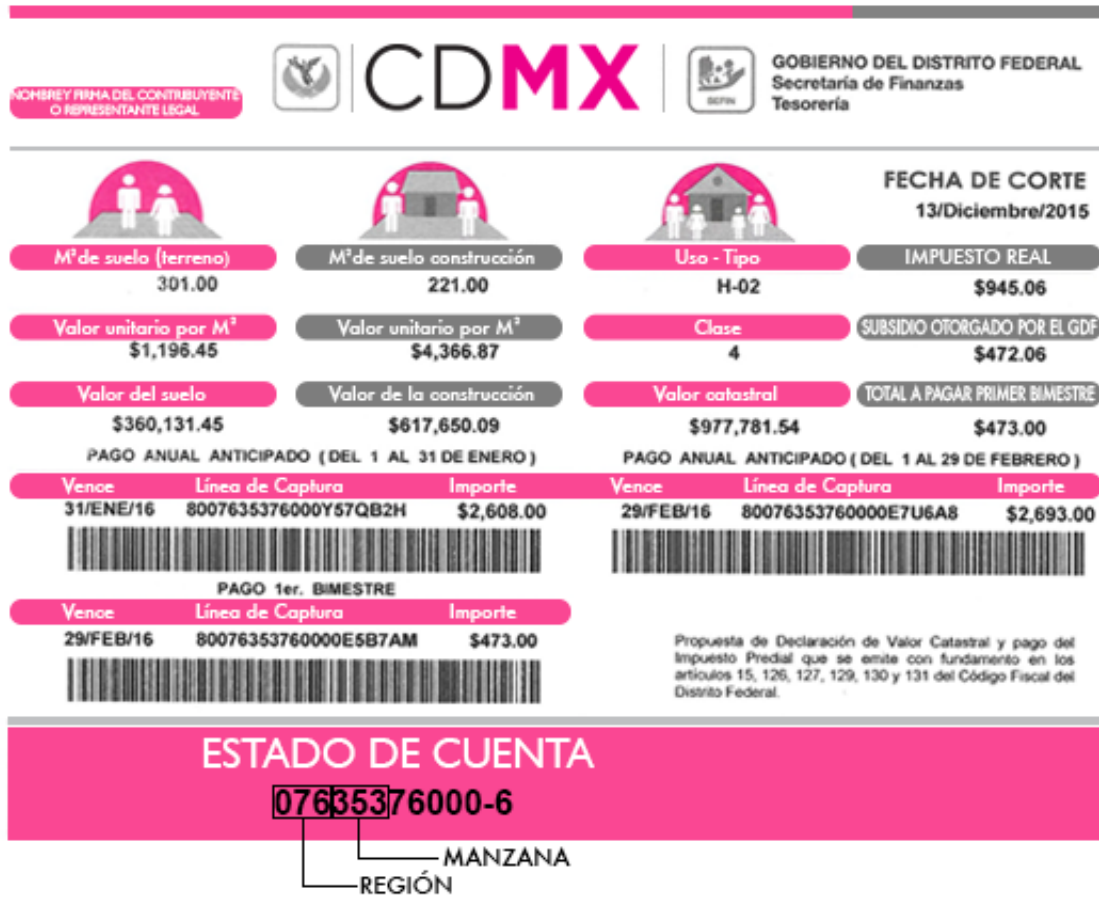 NOMBRE Y FIRMA DEL CONTRIBUYENTE
O REPRESENTANTE LEGAL
CDMX
SEFIN
GOBIERNO DEL DISTRITO FEDERAL
Secretaría de Finanzas
Tesorería
FECHA DE CORTE
13/Diciembre/2015
M² de suelo (terreno)
301.00
M² de suelo construcción
221.00
Uso - Tipo
H-02
IMPUESTO REAL
$945.06
Valor unitario por M²
$1,196.45
Valor unitario por M²
$4,366.87
Clase
4
SUBSIDIO OTORGADO POR EL GDF
$472.06
Valor del suelo
$360,131.45
Valor de la construcción
$617,650.09
Valor catastral
$977,781.54
TOTAL A PAGAR PRIMER BIMESTRE
$473.00
PAGO ANUAL ANTICIPADO ( DEL 1 AL 31 DE ENERO )
Vence Línea de Captura Importe
31/ENE/16 8007635376000Y57QB2H $2,608.00
PAGO ANUAL ANTICIPADO ( DEL 1 AL 29 DE FEBRERO )
Vence Línea de Captura Importe
29/FEB/16 80076353760000E7U6A8 $2,693.00
PAGO 1er. BIMESTRE
Vence Línea de Captura Importe
29/FEB/16 80076353760000E5B7AM $473.00
Propuesta de Declaración de Valor Catastral y pago del
Impuesto Predial que se emite con fundamento en los
artículos 15, 126, 127, 129, 130 y 131 del Código Fiscal del
Distrito Federal.
ESTADO DE CUENTA
07635376000-6
MANZANA
REGIÓN